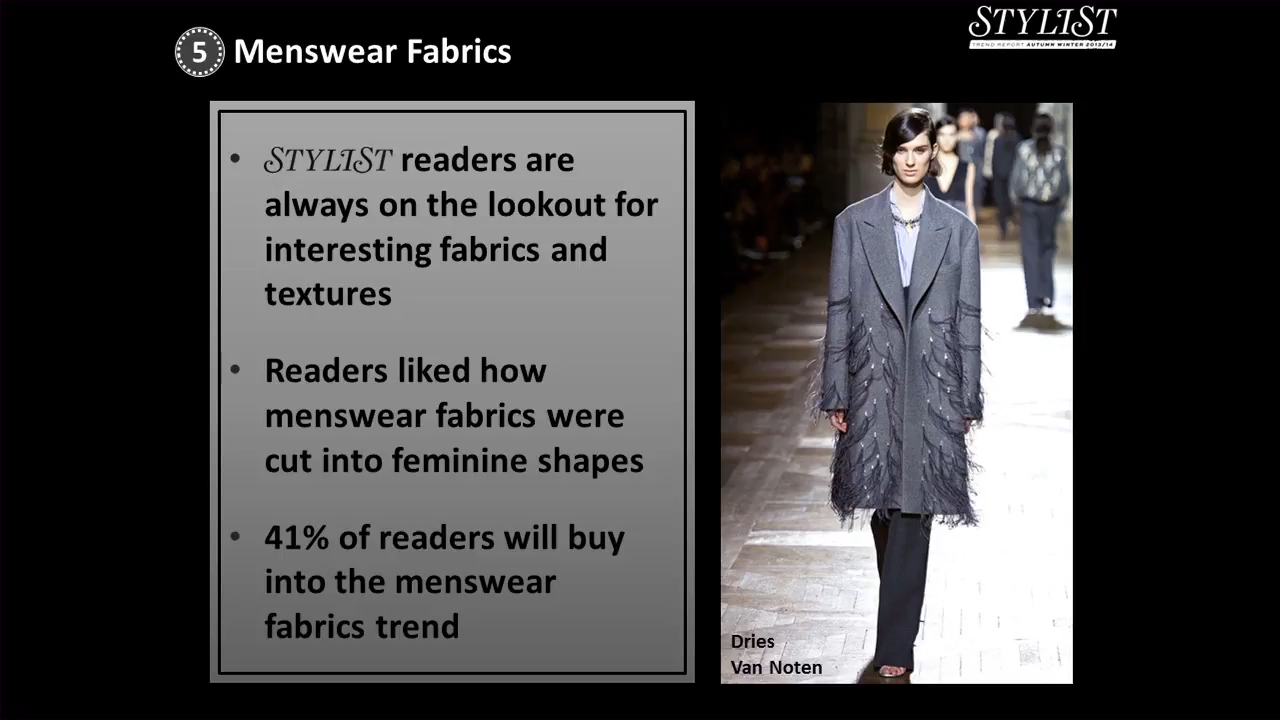 5 Menswear Fabrics
STYLIST
TREND REPORT AUTUMN WINTER 2013/14
• STYLIST readers are
always on the lookout for
interesting fabrics and
textures
• Readers liked how
menswear fabrics were
cut into feminine shapes
• 41% of readers will buy
into the menswear
fabrics trend
Dries
Van Noten